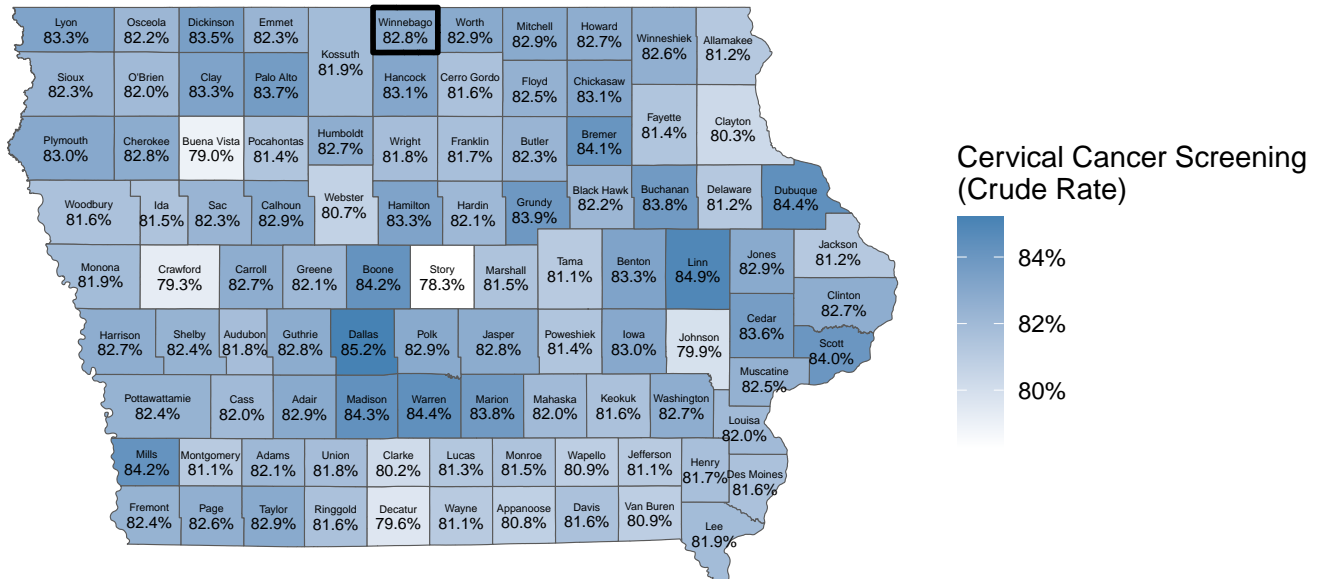 Lyon
83.3%
Osceola
82.2%
Dickinson
83.5%
Emmet
82.3%
Kossuth
81.9%
Winnebago
82.8%
Worth
82.9%
Mitchell
82.9%
Howard
82.7%
Winneshiek
82.6%
Allamakee
81.2%
Sioux
82.3%
O'Brien
82.0%
Clay
83.3%
Palo Alto
83.7%
Hancock
83.1%
Cerro Gordo
81.6%
Floyd
82.5%
Chickasaw
83.1%
Fayette
81.4%
Clayton
80.3%
Plymouth
83.0%
Cherokee
82.8%
Buena Vista
79.0%
Pocahontas
81.4%
Humboldt
82.7%
Wright
81.8%
Franklin
81.7%
Butler
82.3%
Bremer
84.1%
Woodbury
81.6%
Ida
81.5%
Sac
82.3%
Calhoun
82.9%
Webster
80.7%
Hamilton
83.3%
Hardin
82.1%
Grundy
83.9%
Black Hawk
82.2%
Buchanan
83.8%
Delaware
81.2%
Dubuque
84.4%
Monona
81.9%
Crawford
79.3%
Carroll
82.7%
Greene
82.1%
Boone
84.2%
Story
78.3%
Marshall
81.5%
Tama
81.1%
Benton
83.3%
Linn
84.9%
Jones
82.9%
Jackson
81.2%
Clinton
82.7%
Harrison
82.7%
Shelby
82.4%
Audubon
81.8%
Guthrie
82.8%
Dallas
85.2%
Polk
82.9%
Jasper
82.8%
Poweshiek
81.4%
Iowa
83.0%
Johnson
79.9%
Cedar
83.6%
Scott
84.0%
Muscatine
82.5%
Pottawattamie
82.4%
Cass
82.0%
Adair
82.9%
Madison
84.3%
Warren
84.4%
Marion
83.8%
Mahaska
82.0%
Keokuk
81.6%
Washington
82.7%
Louisa
82.0%
Mills
84.2%
Montgomery
81.1%
Adams
82.1%
Union
81.8%
Clarke
80.2%
Lucas
81.3%
Monroe
81.5%
Wapello
80.9%
Jefferson
81.1%
Henry
81.7%
Des Moines
81.6%
Fremont
82.4%
Page
82.6%
Taylor
82.9%
Ringgold
81.6%
Decatur
79.6%
Wayne
81.1%
Appanoose
80.8%
Davis
81.6%
Van Buren
80.9%
Lee
81.9%
Cervical Cancer Screening
(Crude Rate)
84%
82%
80%